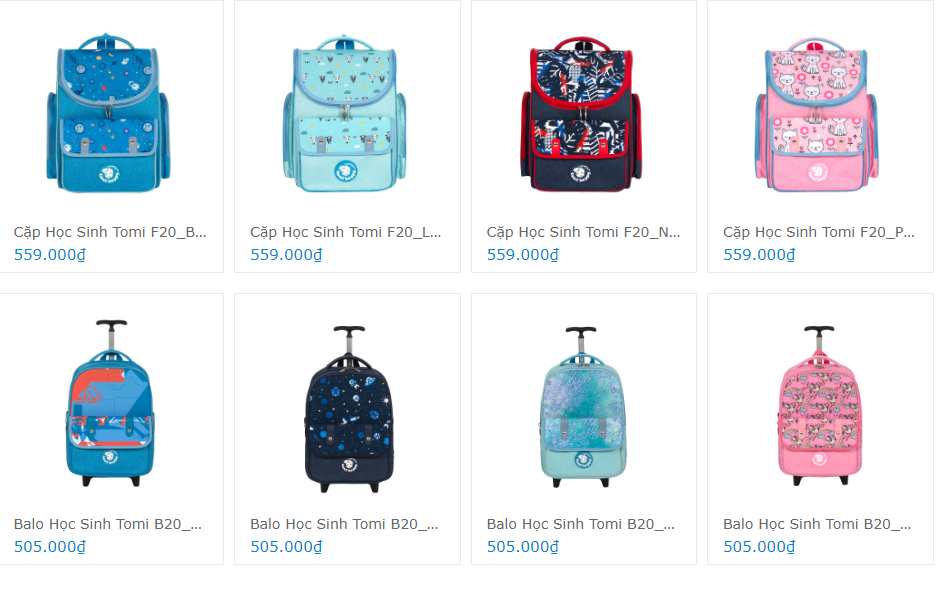 Cặp Học Sinh Tomi F20_B...
559.000₫
Cặp Học Sinh Tomi F20_L...
559.000₫
Cặp Học Sinh Tomi F20_N...
559.000₫
Cặp Học Sinh Tomi F20_P...
559.000₫
Balo Học Sinh Tomi B20_...
505.000₫
Balo Học Sinh Tomi B20_...
505.000₫
Balo Học Sinh Tomi B20_...
505.000₫
Balo Học Sinh Tomi B20_...
505.000₫